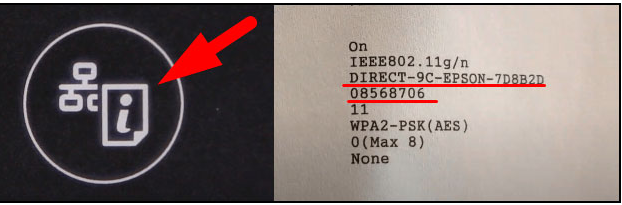 i
On
IEEE802.11g/n
DIRECT-9C-EPSON-7D8B2D
08568706
11
WPA2-PSK(AES)
0(Max 8)
None